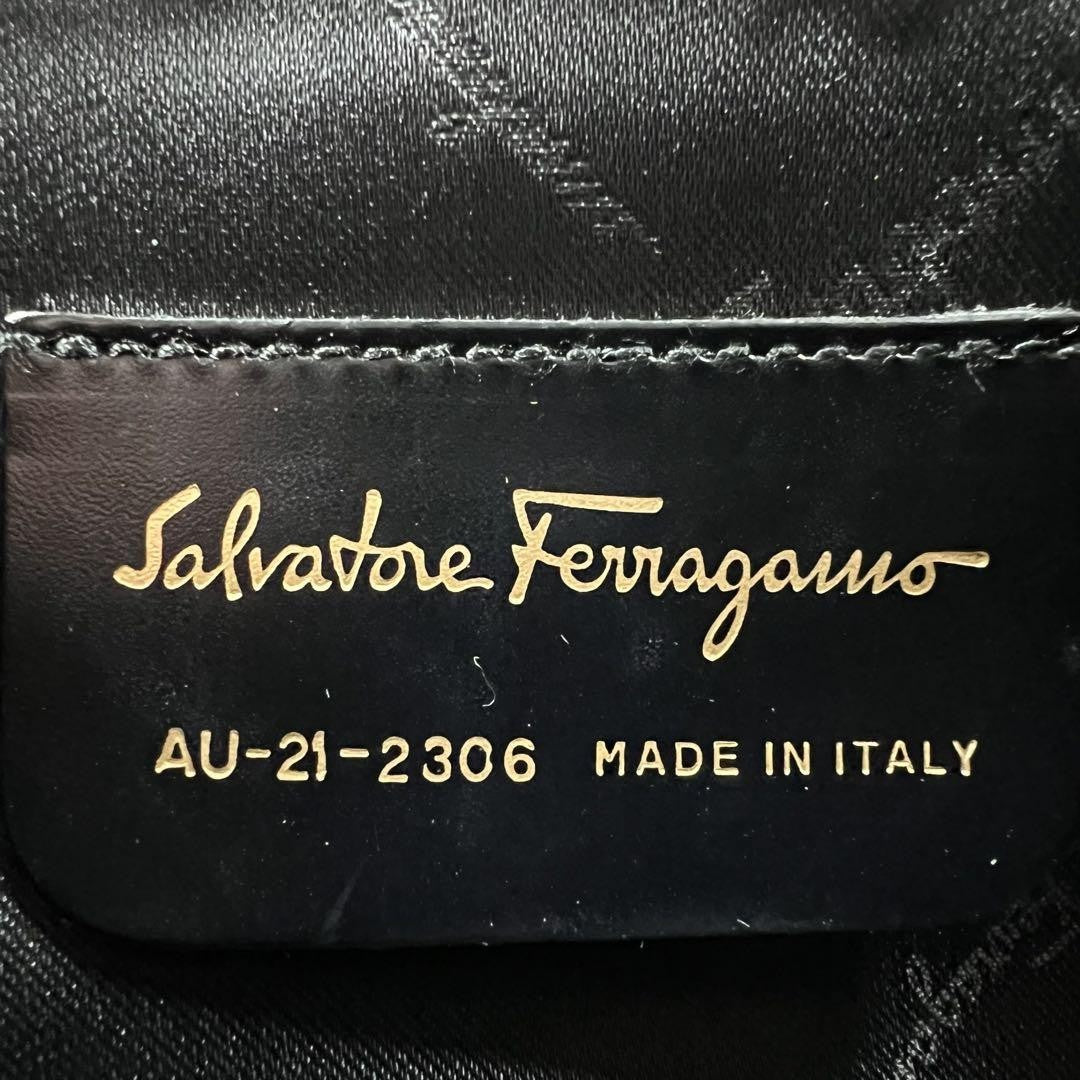 Salvatore Ferragamo
AU-21-2306 MADE IN ITALY